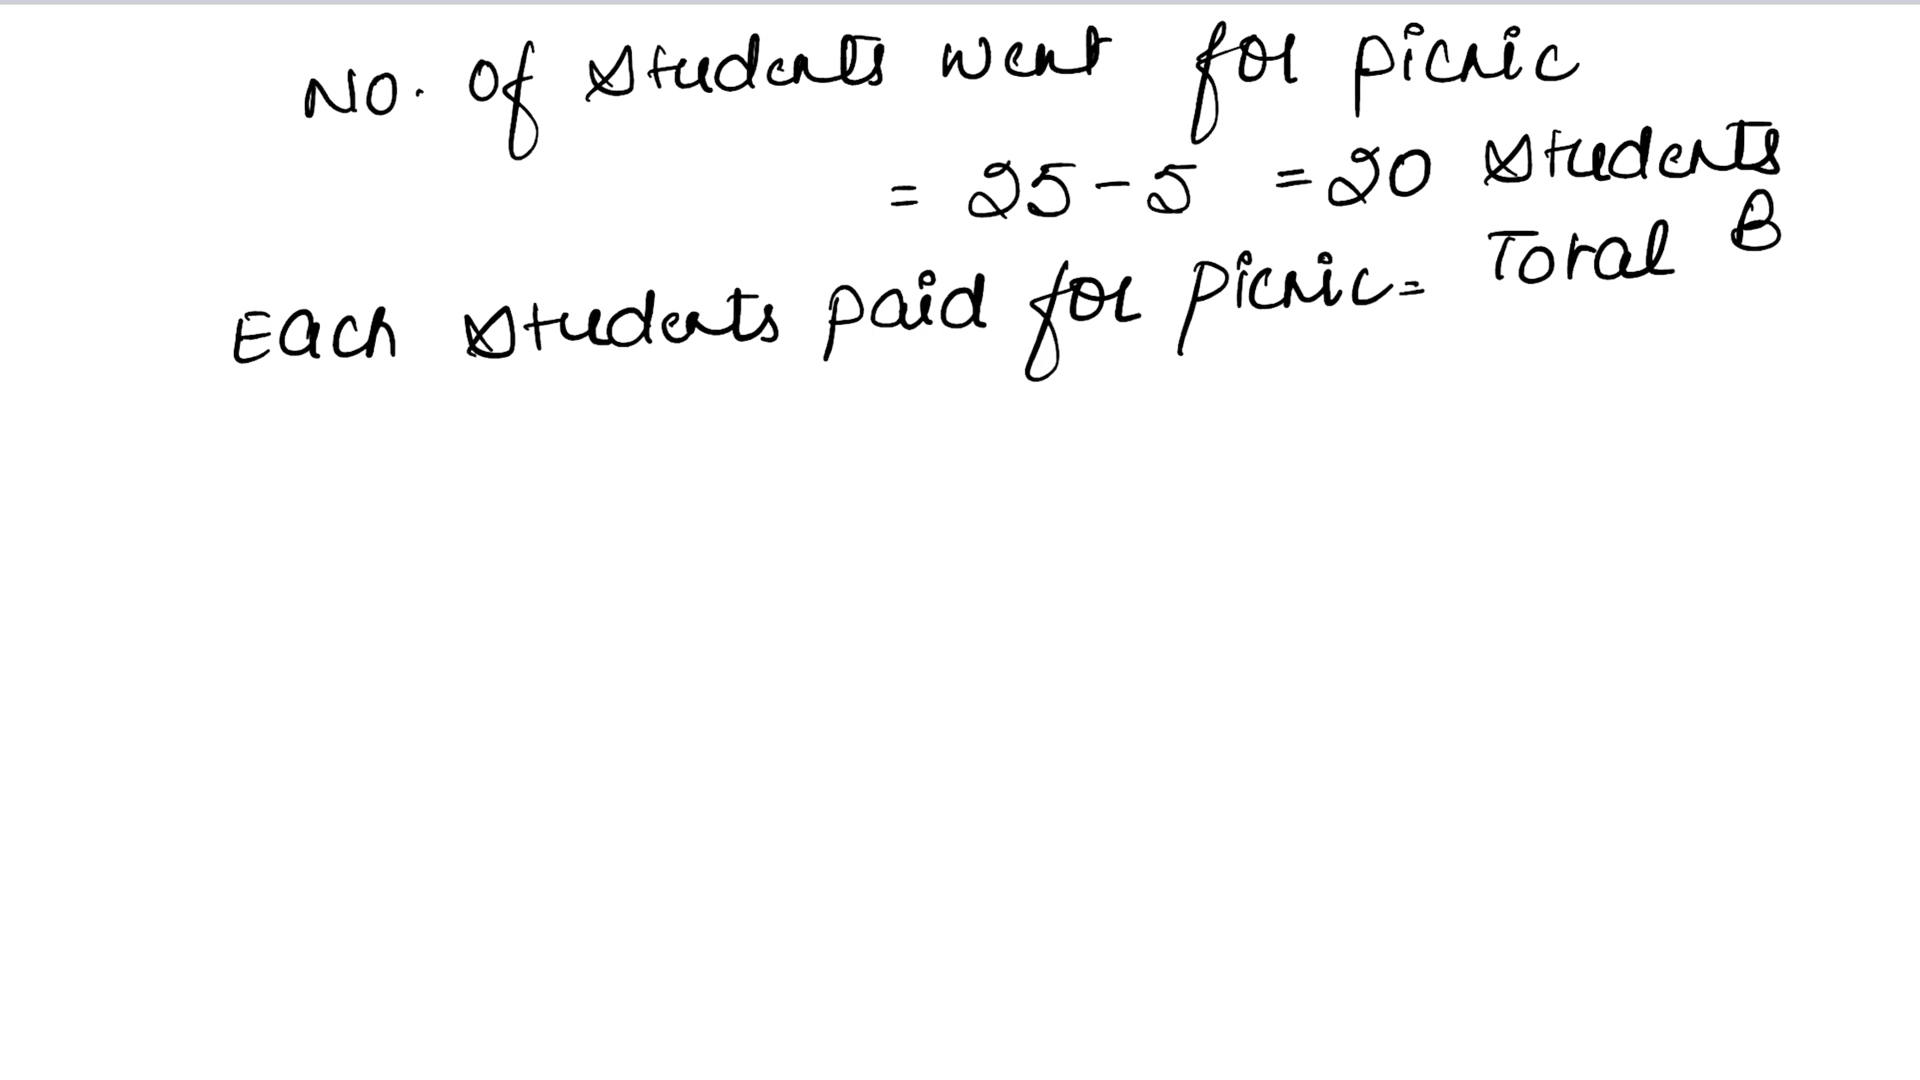 No. of students went for picnic
= 25 - 5 = 20 students
Each students paid for picnic = Total B